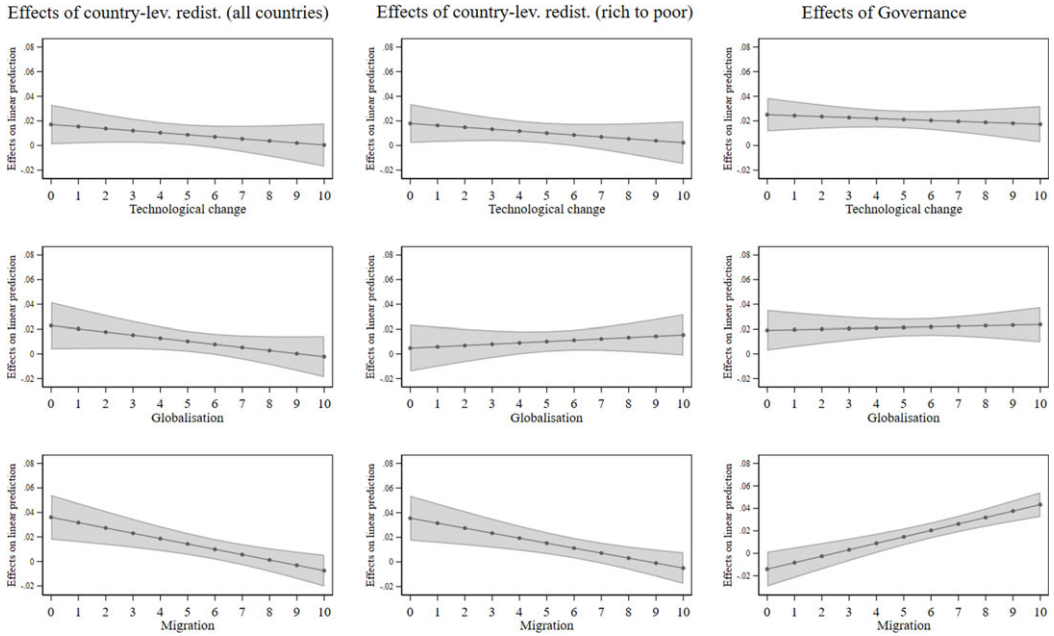 Effects of country-lev. redist. (all countries)
Effects of country-lev. redist. (rich to poor)
Effects of Governance
Effects on linear prediction
.08
.06
.04
.02
0
-.02
0 1 2 3 4 5 6 7 8 9 10
Technological change
Effects on linear prediction
.08
.06
.04
.02
0
-.02
0 1 2 3 4 5 6 7 8 9 10
Technological change
Effects on linear prediction
.08
.06
.04
.02
0
-.02
0 1 2 3 4 5 6 7 8 9 10
Technological change
Effects on linear prediction
.08
.06
.04
.02
0
-.02
0 1 2 3 4 5 6 7 8 9 10
Globalisation
Effects on linear prediction
.08
.06
.04
.02
0
-.02
0 1 2 3 4 5 6 7 8 9 10
Globalisation
Effects on linear prediction
.08
.06
.04
.02
0
-.02
0 1 2 3 4 5 6 7 8 9 10
Globalisation
Effects on linear prediction
.08
.06
.04
.02
0
-.02
0 1 2 3 4 5 6 7 8 9 10
Migration
Effects on linear prediction
.08
.06
.04
.02
0
-.02
0 1 2 3 4 5 6 7 8 9 10
Migration
Effects on linear prediction
.08
.06
.04
.02
0
-.02
0 1 2 3 4 5 6 7 8 9 10
Migration